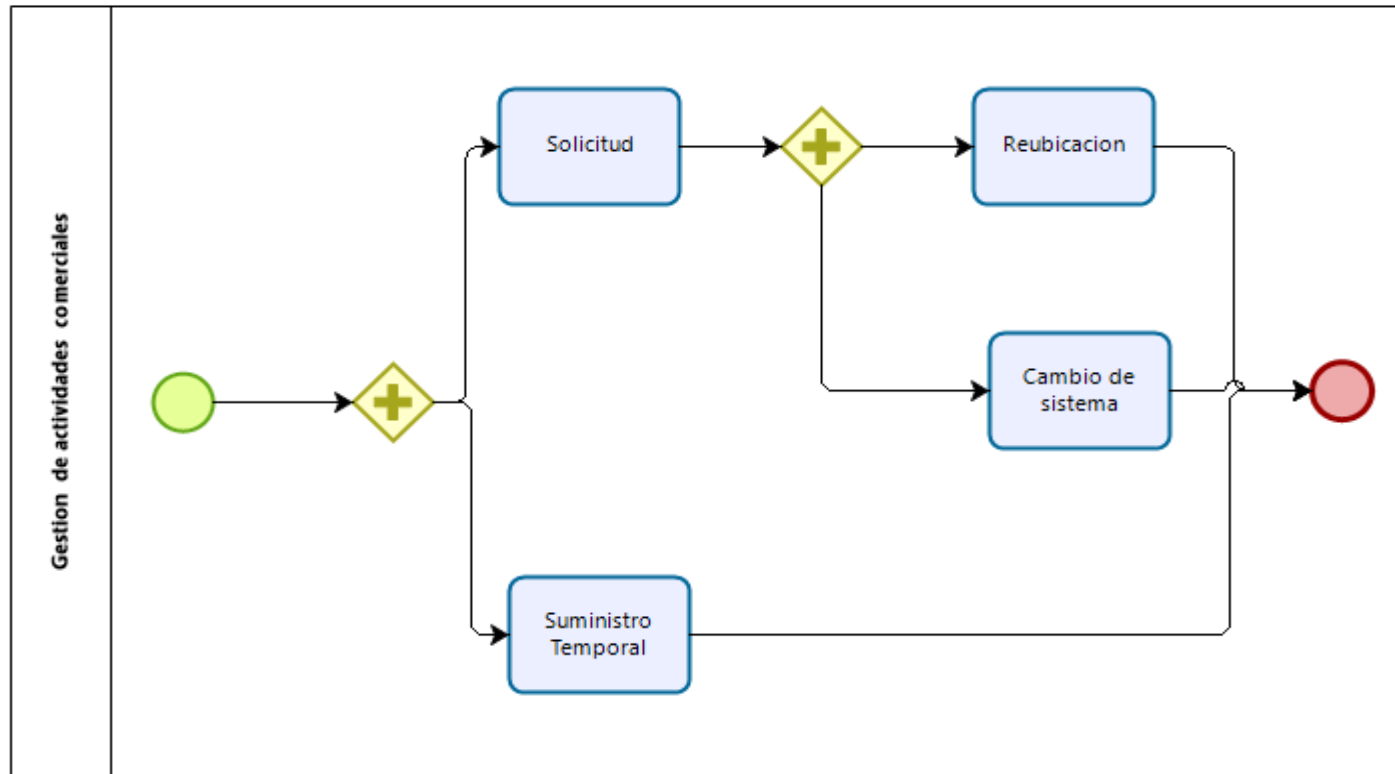 Gestion de actividades comerciales
Solicitud
Reubicacion
Cambio de
sistema
Suministro
Temporal